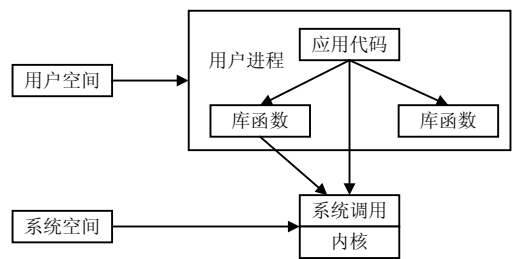 应用代码
用户进程
用户空间
库函数
库函数
系统调用
系统空间
内核